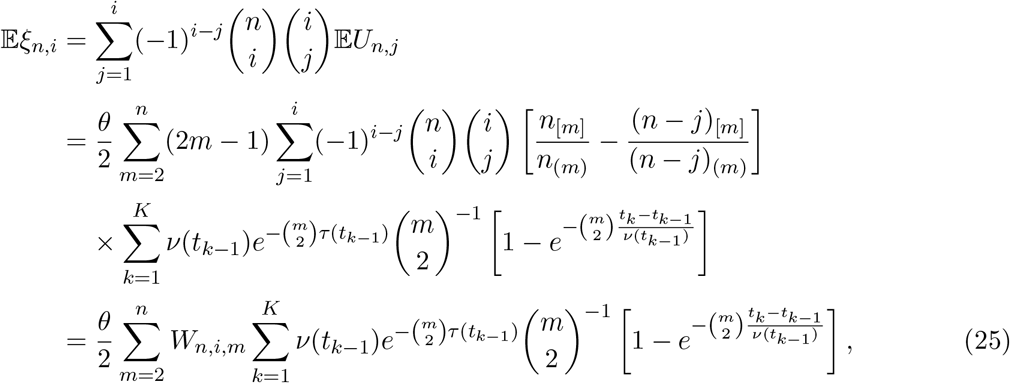 𝔼ξ_{n,i} = \sum_{j=1}^{i} (-1)^{i-j} \binom{n}{i} \binom{i}{j} 𝔼U_{n,j}
= \frac{θ}{2} \sum_{m=2}^{n} (2m - 1) \sum_{j=1}^{i} (-1)^{i-j} \binom{n}{i} \binom{i}{j} \left[ \frac{n_{[m]}}{n_{(m)}} - \frac{(n - j)_{[m]}}{(n - j)_{(m)}} \right]
× \sum_{k=1}^{K} ν(t_{k-1}) e^{-\binom{m}{2} τ(t_{k-1})} \binom{m}{2}^{-1} \left[ 1 - e^{-\binom{m}{2} \frac{t_k - t_{k-1}}{ν(t_{k-1})}} \right]
= \frac{θ}{2} \sum_{m=2}^{n} W_{n,i,m} \sum_{k=1}^{K} ν(t_{k-1}) e^{-\binom{m}{2} τ(t_{k-1})} \binom{m}{2}^{-1} \left[ 1 - e^{-\binom{m}{2} \frac{t_k - t_{k-1}}{ν(t_{k-1})}} \right] , (25)